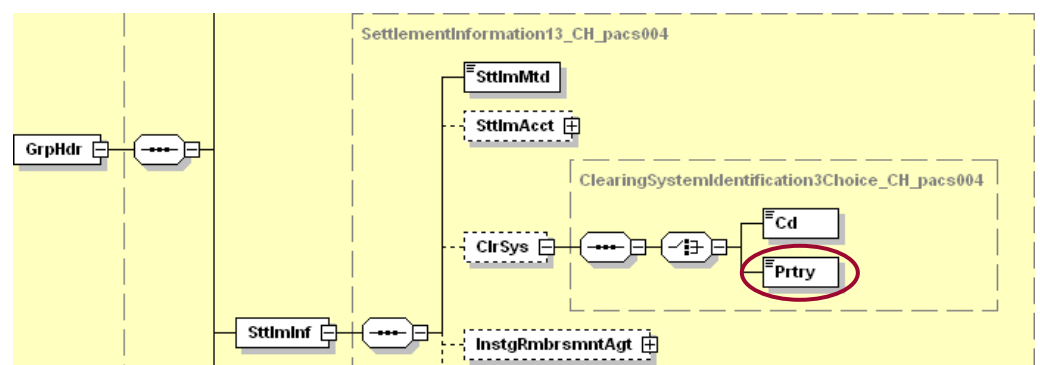 SettlementInformation13_CH_pacs004
SttlmMtd
SttlmAcct
GrpHdr
ClearingSystemIdentification3Choice_CH_pacs004
Cd
ClrSys
Prtry
SttlmInf
InstgRmbrsmntAgt